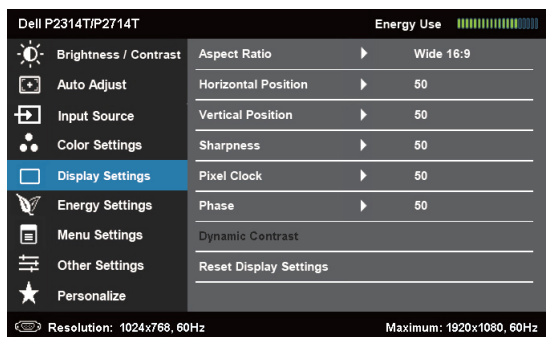 Dell P2314T/P2714T Energy Use
Brightness / Contrast Aspect Ratio Wide 16:9
Auto Adjust Horizontal Position 50
Input Source Vertical Position 50
Color Settings Sharpness 50
Display Settings Pixel Clock 50
Energy Settings Phase 50
Menu Settings Dynamic Contrast
Other Settings Reset Display Settings
Personalize
Resolution: 1024x768, 60Hz Maximum: 1920x1080, 60Hz